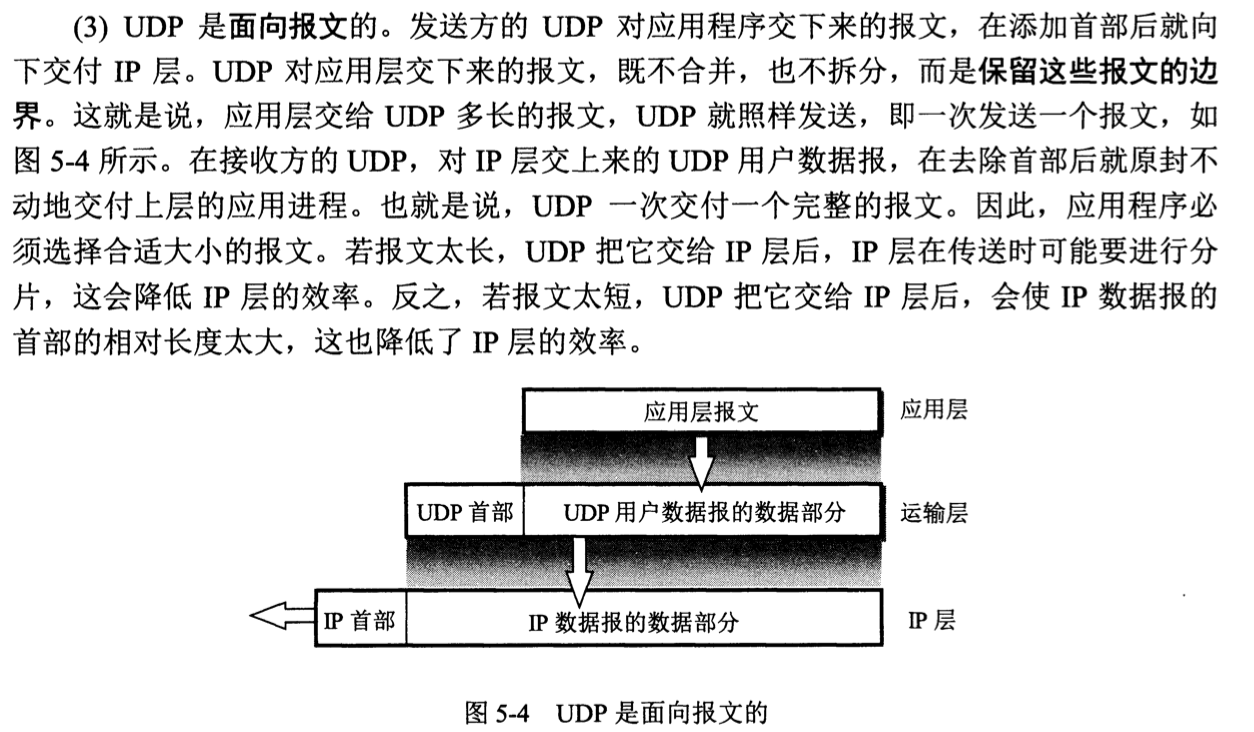 (3) UDP 是面向报文的。发送方的 UDP 对应用程序交下来的报文，在添加首部后就向
下交付 IP 层。UDP 对应用层交下来的报文，既不合并，也不拆分，而是保留这些报文的边
界。这就是说，应用层交给 UDP 多长的报文，UDP 就照样发送，即一次发送一个报文，如
图 5-4 所示。在接收方的 UDP，对 IP 层交上来的 UDP 用户数据报，在去除首部后就原封不
动地交付上层的应用进程。也就是说，UDP 一次交付一个完整的报文。因此，应用程序必
须选择合适大小的报文。若报文太长，UDP 把它交给 IP 层后，IP 层在传送时可能要进行分
片，这会降低 IP 层的效率。反之，若报文太短，UDP 把它交给 IP 层后，会使 IP 数据报的
首部的相对长度太大，这也降低了 IP 层的效率。
应用层报文 应用层
UDP 首部 UDP 用户数据报的数据部分 运输层
IP 首部 IP 数据报的数据部分 IP 层
图 5-4 UDP 是面向报文的